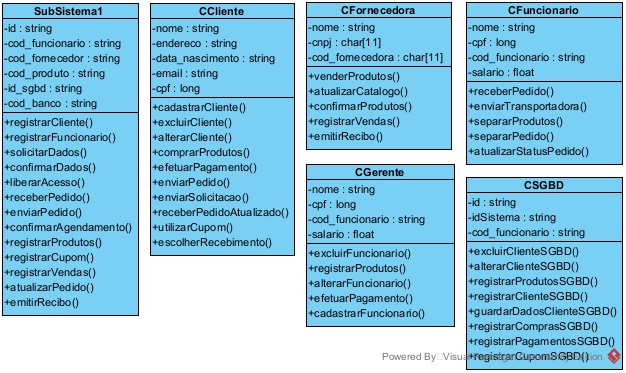 SubSistema1
-id : string
-cod_funcionario : string
-cod_fornecedor : string
-cod_produto : string
-id_sgbd : string
-cod_banco : string
+registrarCliente()
+registrarFuncionario()
+solicitarDados()
+confirmarDados()
+liberarAcesso()
+receberPedido()
+enviarPedido()
+confirmarAgendamento()
+registrarProdutos()
+registrarCupom()
+registrarVendas()
+atualizarPedido()
+emitirRecibo()
CCliente
-nome : string
-endereco : string
-data_nascimento : string
-email : string
-cpf : long
+cadastrarCliente()
+excluirCliente()
+alterarCliente()
+comprarProdutos()
+efetuarPagamento()
+enviarPedido()
+enviarSolicitacao()
+receberPedidoAtualizado()
+utilizarCupom()
+escolherRecebimento()
CFornecedora
-nome : string
-cnpj : char[11]
-cod_fornecedora : char[11]
+venderProdutos()
+atualizarCatalogo()
+confirmarProdutos()
+registrarVendas()
+emitirRecibo()
CGerente
-nome : string
-cpf : long
-cod_funcionario : string
-salario : float
+excluirFuncionario()
+registrarProdutos()
+alterarFuncionario()
+efetuarPagamento()
+cadastrarFuncionario()
CFuncionario
-nome : string
-cpf : long
-cod_funcionario : string
-salario : float
+receberPedido()
+enviarTransportadora()
+separarProdutos()
+separarPedido()
+atualizarStatusPedido()
CSGBD
-id : string
-idSistema : string
-cod_funcionario : string
+excluirClienteSGBD()
+alterarClienteSGBD()
+registrarProdutosSGBD()
+registrarClienteSGBD()
+guardarDadosClienteSGBD()
+registrarComprasSGBD()
+registrarPagamentosSGBD()
+registrarCupomSGBD()
Powered By Visual Paradigm Community Edition